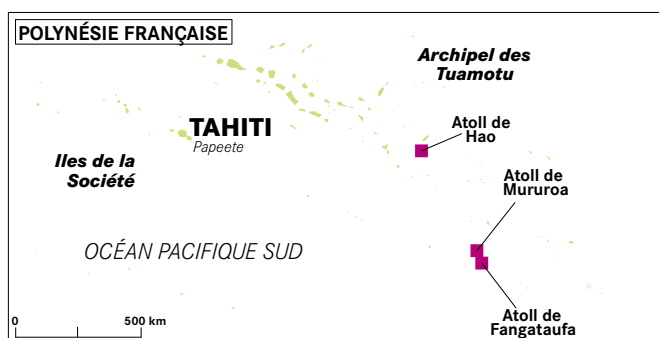 POLYNÉSIE FRANÇAISE
Archipel des
Tuamotu
TAHITI
Papeete
Atoll de
Hao
Iles de la
Société
Atoll de
Mururoa
OCÉAN PACIFIQUE SUD
Atoll de
Fangataufa
0 500 km